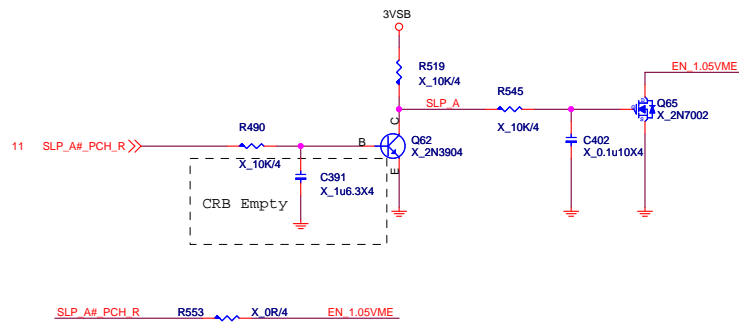 3VSB
R519
X_10K/4
EN_1.05VME
SLP_A
R545
X_10K/4
Q65
X_2N7002
C
11 SLP_A#_PCH_R
R490
X_10K/4
B
Q62
X_2N3904
E
C402
X_0.1u10X4
C391
X_1u6.3X4
CRB Empty
SLP_A#_PCH_R R553 X_0R/4 EN_1.05VME